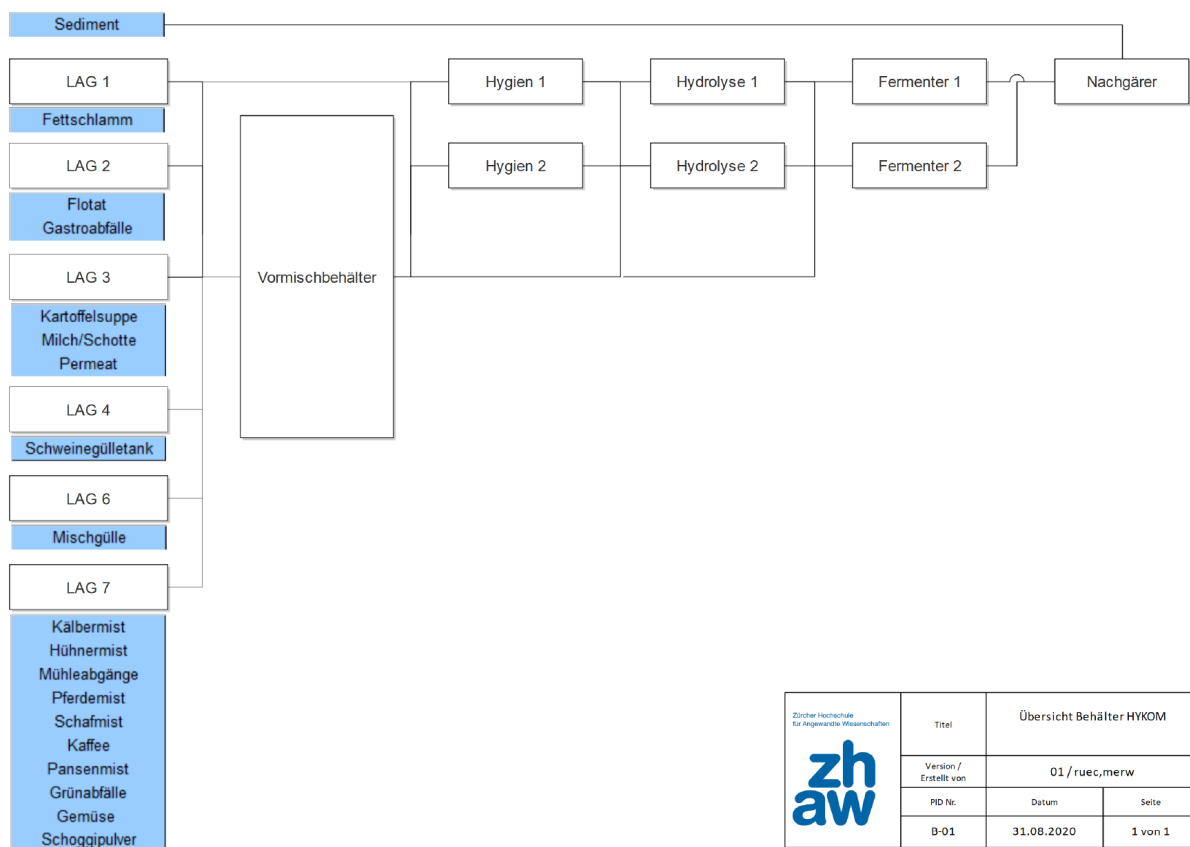 Sediment
LAG 1
Hygien 1
Hydrolyse 1
Fermenter 1
Nachgärer
Fettschlamm
LAG 2
Hygien 2
Hydrolyse 2
Fermenter 2
Flotat
Gastroabfälle
LAG 3
Vormischbehälter
Kartoffelsuppe
Milch/Schotte
Permeat
LAG 4
Schweinegülletank
LAG 6
Mischgülle
LAG 7
Kälbermist
Hühnermist
Mühleabgänge
Pferdemist
Schafmist
Kaffee
Pansenmist
Grünabfälle
Gemüse
Schoggipulver
Zürcher Hochschule
für Angewandte Wissenschaften
zh
aw
Titel
Übersicht Behälter HYKOM
Version /
Erstellt von
01 / ruec,merw
PID Nr.
Datum
Seite
B-01
31.08.2020
1 von 1